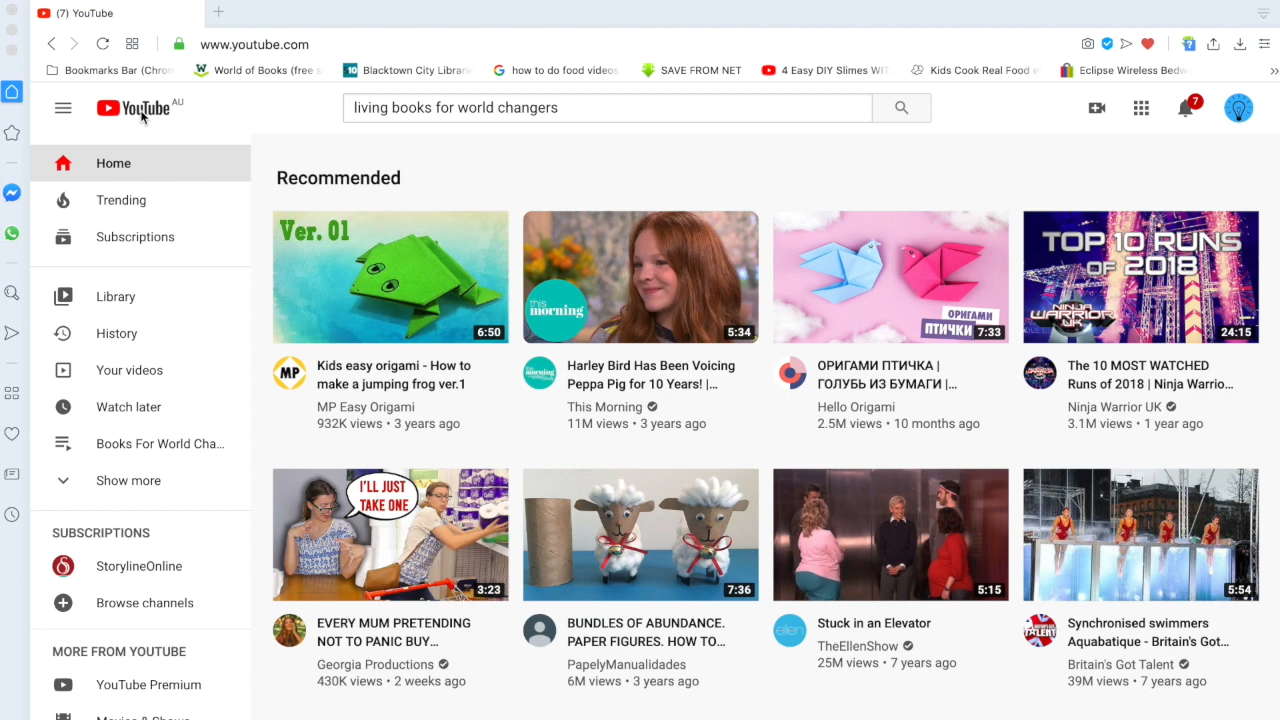 (7) YouTube
www.youtube.com
Bookmarks Bar (Chron
World of Books (free s
Blacktown City Librarie
how to do food videos
SAVE FROM NET
4 Easy DIY Slimes WIT
Kids Cook Real Food e
Eclipse Wireless Bedw
YouTube AU
living books for world changers
7
Home
Trending
Subscriptions
Library
History
Your videos
Watch later
Books For World Cha...
Show more
SUBSCRIPTIONS
StorylineOnline
Browse channels
MORE FROM YOUTUBE
YouTube Premium
Movies & Shows
Recommended
Ver. 01
6:50
MP
Kids easy origami - How to
make a jumping frog ver.1
MP Easy Origami
932K views • 3 years ago
this
morning
5:34
Harley Bird Has Been Voicing
Peppa Pig for 10 Years! |...
This Morning
11M views • 3 years ago
ОРИГАМИ
ПТИЧКИ
7:33
ОРИГАМИ ПТИЧКА |
ГОЛУБЬ ИЗ БУМАГИ |...
Hello Origami
2.5M views • 10 months ago
TOP 10 RUNS
OF 2018
NINJA
WARRIOR
UK
24:15
The 10 MOST WATCHED
Runs of 2018 | Ninja Warrio...
Ninja Warrior UK
3.1M views • 1 year ago
I'LL JUST
TAKE ONE
3:23
EVERY MUM PRETENDING
NOT TO PANIC BUY...
Georgia Productions
430K views • 2 weeks ago
7:36
BUNDLES OF ABUNDANCE.
PAPER FIGURES. HOW TO...
PapelyManualidades
6M views • 3 years ago
5:15
ellen
Stuck in an Elevator
TheEllenShow
25M views • 7 years ago
5:54
TALENT
Synchronised swimmers
Aquabatique - Britain's Got...
Britain's Got Talent
39M views • 7 years ago